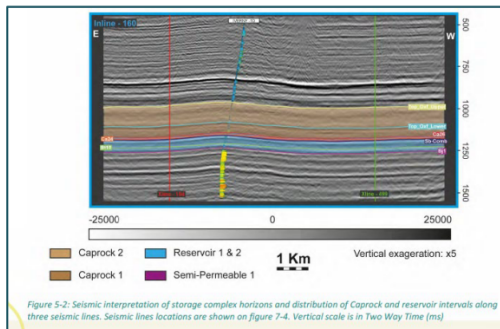 Inline - 160
E
W
500
750
1000
1250
1500
-25000
0
25000
Caprock 2
Reservoir 1 & 2
Caprock 1
Semi-Permeable 1
1 Km
Vertical exageration: x5
Figure 5-2: Seismic interpretation of storage complex horizons and distribution of Caprock and reservoir intervals along
three seismic lines. Seismic lines locations are shown on figure 7-4. Vertical scale is in Two Way Time (ms)